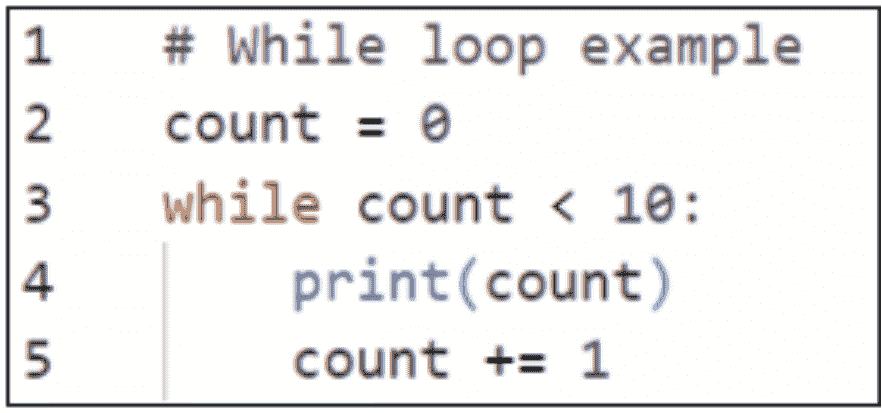 1 # While loop example
2 count = 0
3 while count < 10:
4     print(count)
5     count += 1